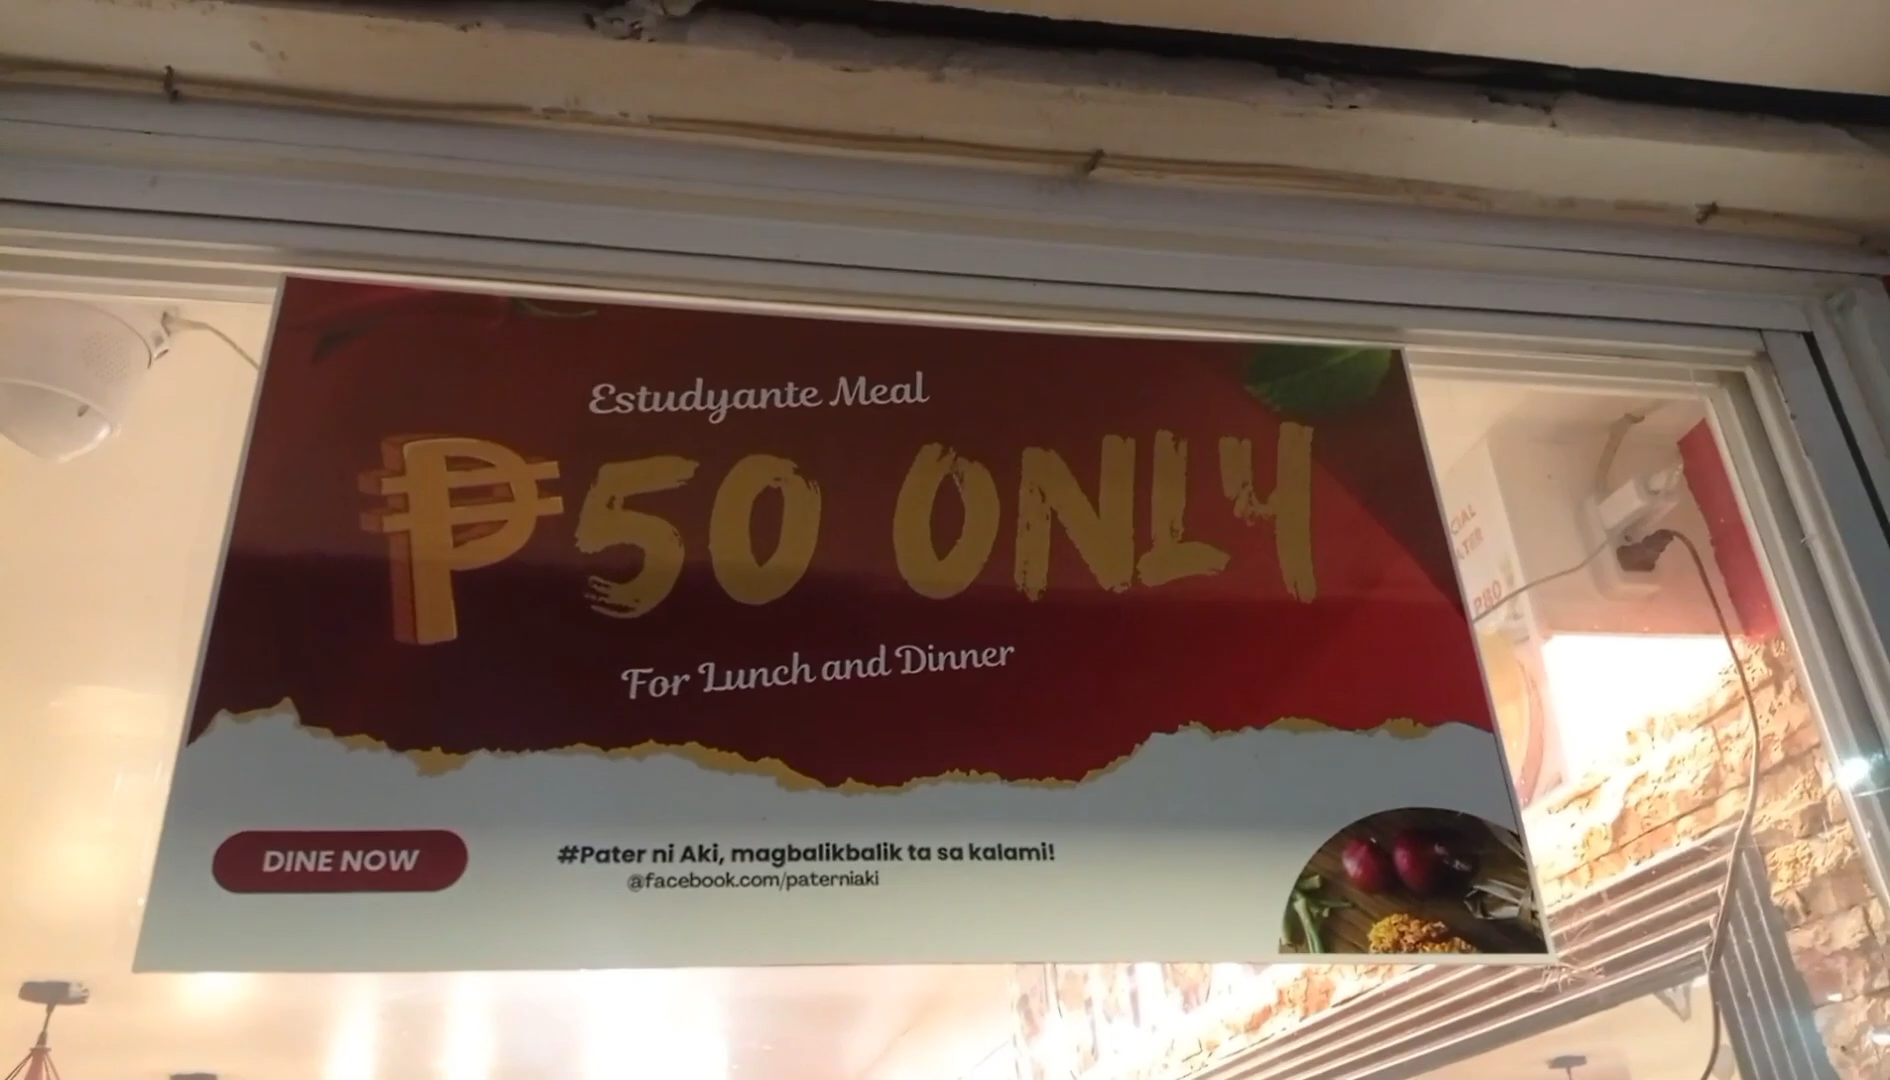 Estudyante Meal
₱50 ONLY
For Lunch and Dinner
DINE NOW
#Pater ni Aki, magbalikbalik ta sa kalami!
@facebook.com/paterniaki
₱80